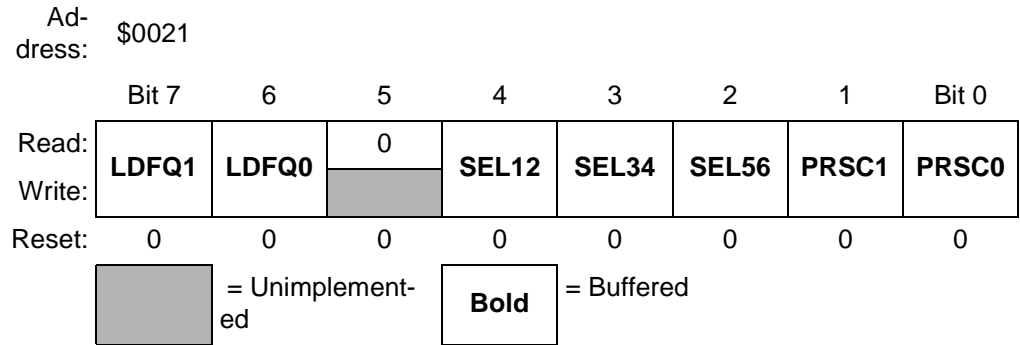 Ad-
dress: $0021
Bit 7 6 5 4 3 2 1 Bit 0
Read: 0
LDFQ1 LDFQ0 SEL12 SEL34 SEL56 PRSC1 PRSC0
Write:
Reset: 0 0 0 0 0 0 0 0
= Unimplement-
ed
Bold = Buffered